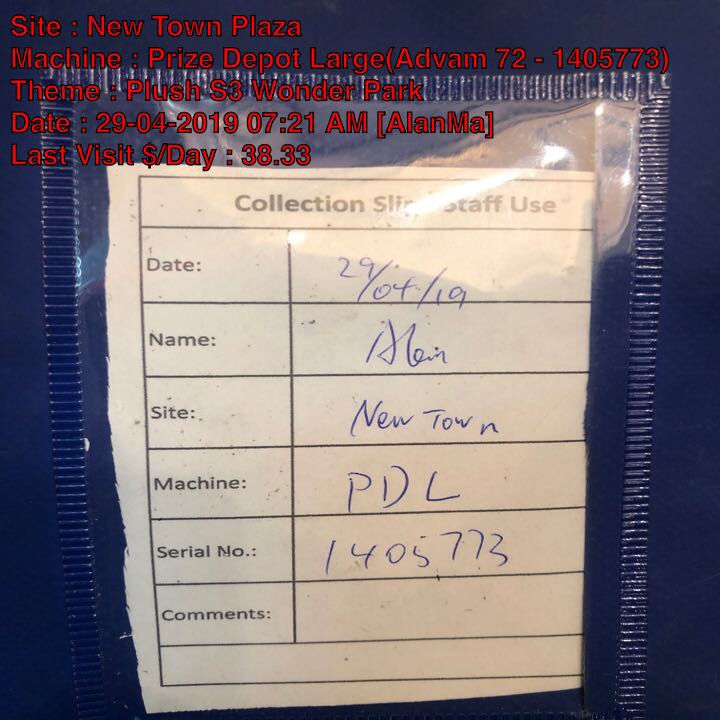 Site : New Town Plaza
Machine : Prize Depot Large(Advam 72 - 1405773)
Theme : Plush S3 Wonder Park
Date : 29-04-2019 07:21 AM [AlanMa]
Last Visit $/Day : 38.33
Collection Slip Staff Use
Date: 29/04/19
Name: Alan
Site: New Town
Machine: PDL
Serial No.: 1405773
Comments: